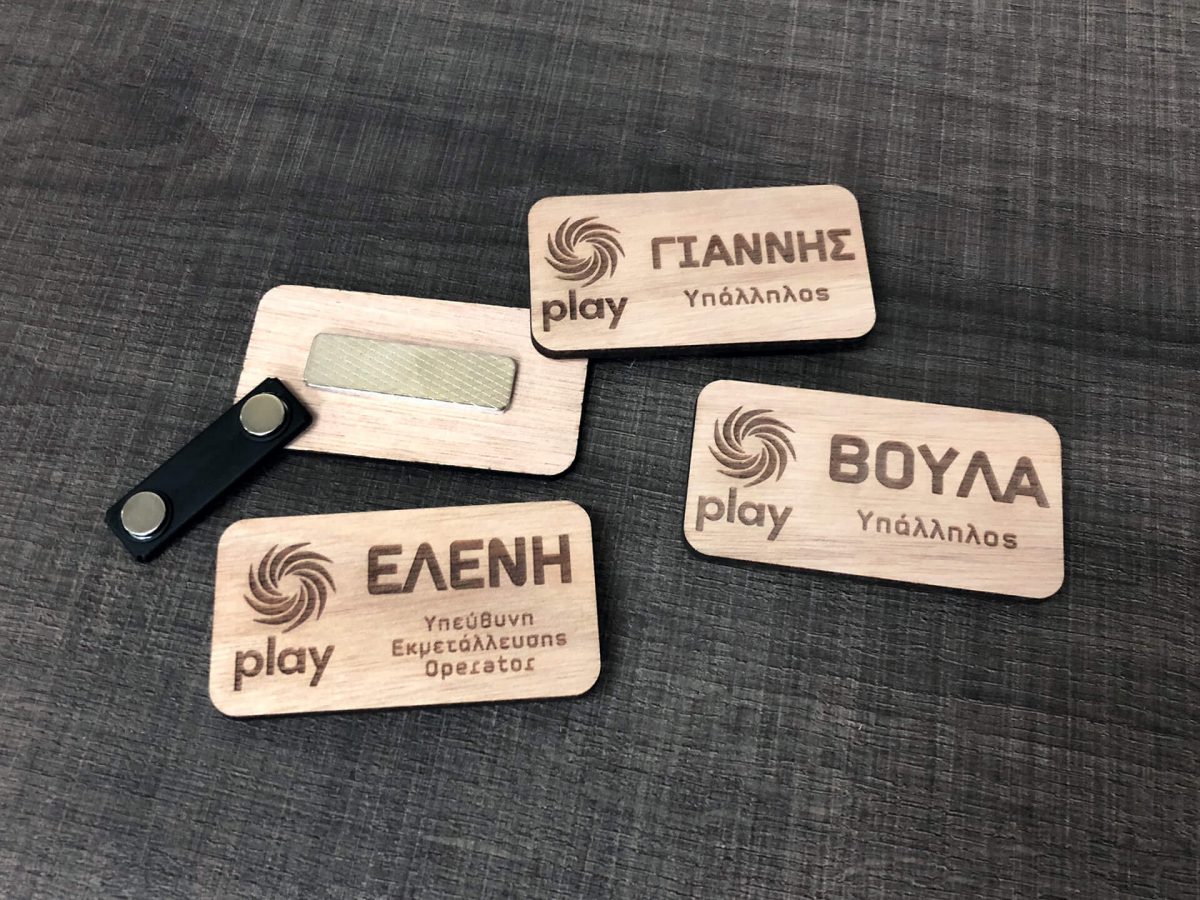 play
ΓΙΑΝΝΗΣ
Υπάλληλος
play
ΒΟΥΛΑ
Υπάλληλος
play
ΕΛΕΝΗ
Υπεύθυνη
Εκμετάλλευσης
Operator